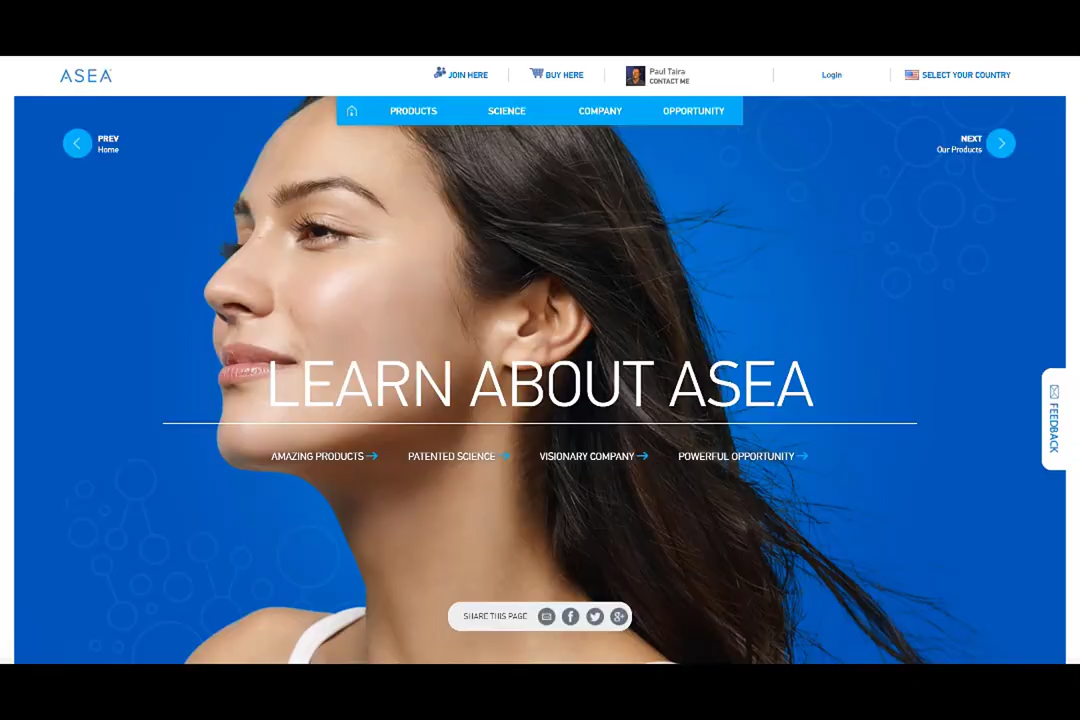 ASEA
JOIN HERE
BUY HERE
Paul Taira
CONTACT ME
Login
SELECT YOUR COUNTRY
PRODUCTS
SCIENCE
COMPANY
OPPORTUNITY
PREV
Home
NEXT
Our Products
LEARN ABOUT ASEA
AMAZING PRODUCTS
PATENTED SCIENCE
VISIONARY COMPANY
POWERFUL OPPORTUNITY
FEEDBACK
SHARE THIS PAGE